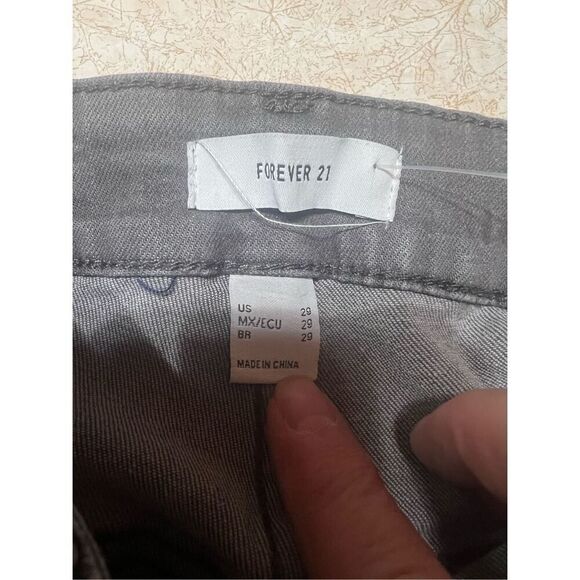 FOREVER 21
US 29
MX/ECU 29
BR 29
MADE IN CHINA